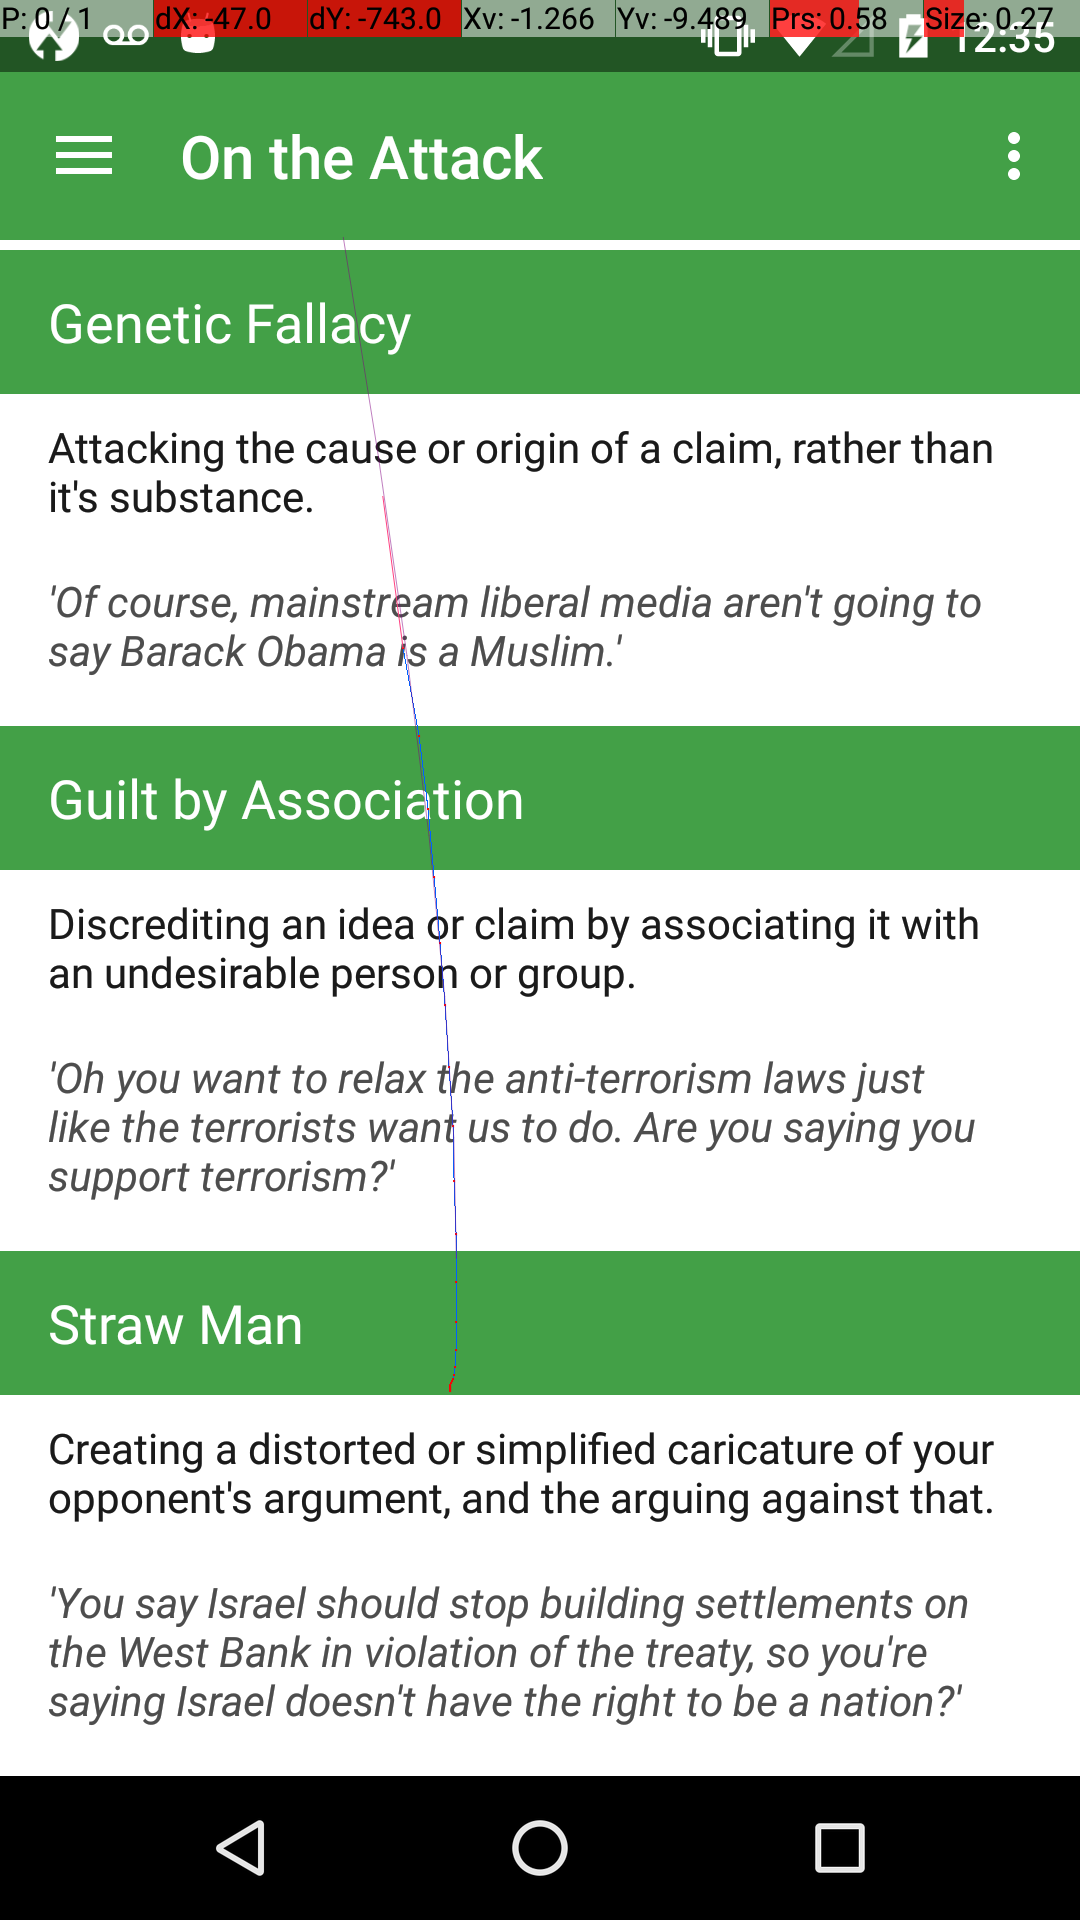 P: 0 / 1 dX: -47.0 dY: -743.0 Xv: -1.266 Yv: -9.489 Prs: 0.58 Size: 0.27
12:35
On the Attack
Genetic Fallacy
Attacking the cause or origin of a claim, rather than
it's substance.
'Of course, mainstream liberal media aren't going to
say Barack Obama is a Muslim.'
Guilt by Association
Discrediting an idea or claim by associating it with
an undesirable person or group.
'Oh you want to relax the anti-terrorism laws just
like the terrorists want us to do. Are you saying you
support terrorism?'
Straw Man
Creating a distorted or simplified caricature of your
opponent's argument, and the arguing against that.
'You say Israel should stop building settlements on
the West Bank in violation of the treaty, so you're
saying Israel doesn't have the right to be a nation?'